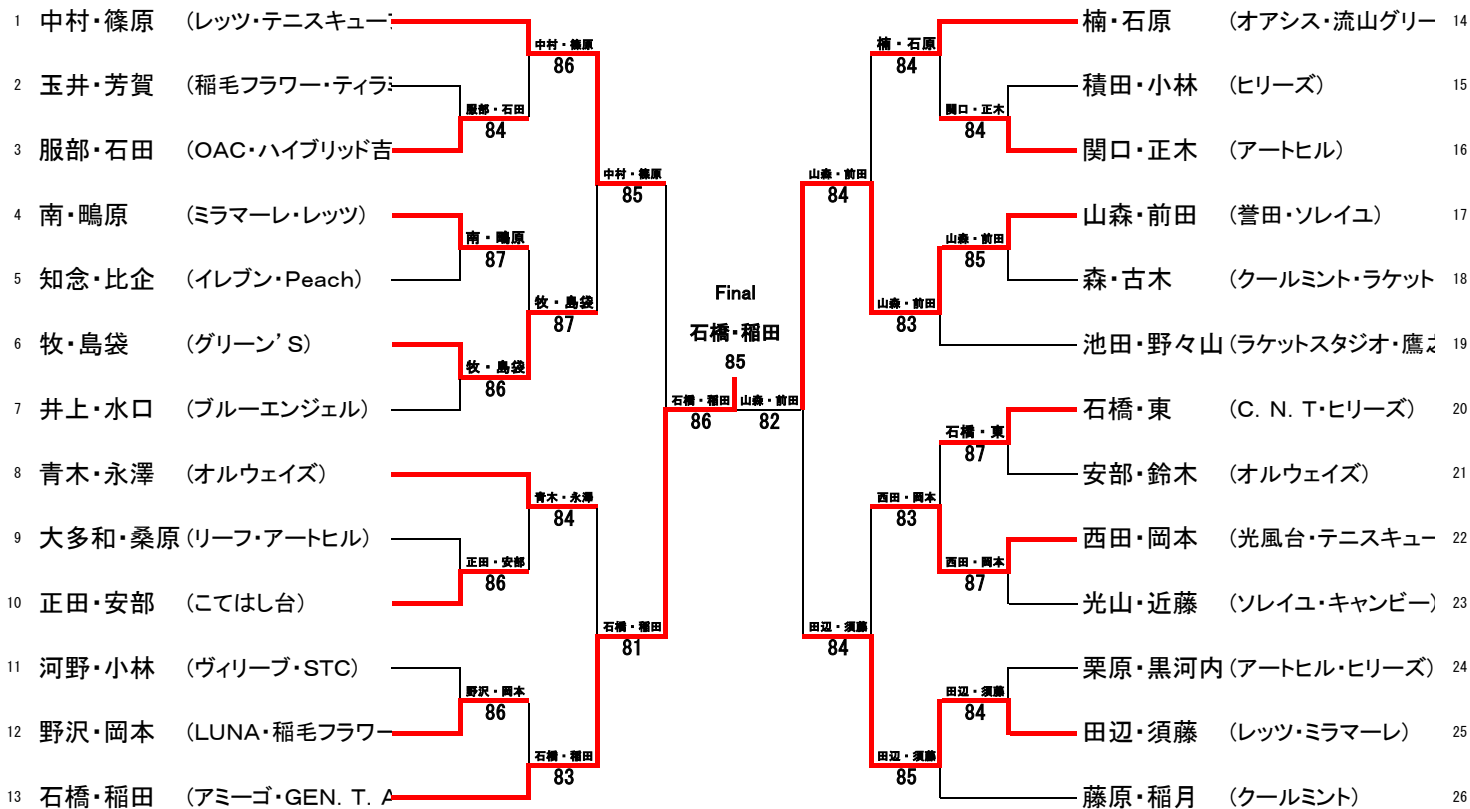 1 中村・篠原 (レッツ・テニスキュー
2 玉井・芳賀 (稲毛フラワー・ティラミ
3 服部・石田 (OAC・ハイブリッド吉
4 南・鴫原 (ミラマーレ・レッツ)
5 知念・比企 (イレブン・Peach)
6 牧・島袋 (グリーン’S)
7 井上・水口 (ブルーエンジェル)
8 青木・永澤 (オルウェイズ)
9 大多和・桑原 (リーフ・アートヒル)
10 正田・安部 (こてはし台)
11 河野・小林 (ヴィリーブ・STC)
12 野沢・岡本 (LUNA・稲毛フラワー
13 石橋・稲田 (アミーゴ・GEN. T. A
服部・石田
84
南・鴫原
87
牧・島袋
86
正田・安部
86
野沢・岡本
86
中村・篠原
86
牧・島袋
87
青木・永澤
84
石橋・稲田
83
中村・篠原
85
石橋・稲田
81
石橋・稲田
86
Final
石橋・稲田
85
山森・前田
82
山森・前田
84
田辺・須藤
84
楠・石原
84
山森・前田
83
西田・岡本
83
田辺・須藤
85
関口・正木
84
山森・前田
85
石橋・東
87
西田・岡本
87
田辺・須藤
84
楠・石原 (オアシス・流山グリー 14
積田・小林 (ヒリーズ) 15
関口・正木 (アートヒル) 16
山森・前田 (誉田・ソレイユ) 17
森・古木 (クールミント・ラケット 18
池田・野々山 (ラケットスタジオ・鷹之 19
石橋・東 (C. N. T・ヒリーズ) 20
安部・鈴木 (オルウェイズ) 21
西田・岡本 (光風台・テニスキュー 22
光山・近藤 (ソレイユ・キャンビー) 23
栗原・黒河内 (アートヒル・ヒリーズ) 24
田辺・須藤 (レッツ・ミラマーレ) 25
藤原・稲月 (クールミント) 26